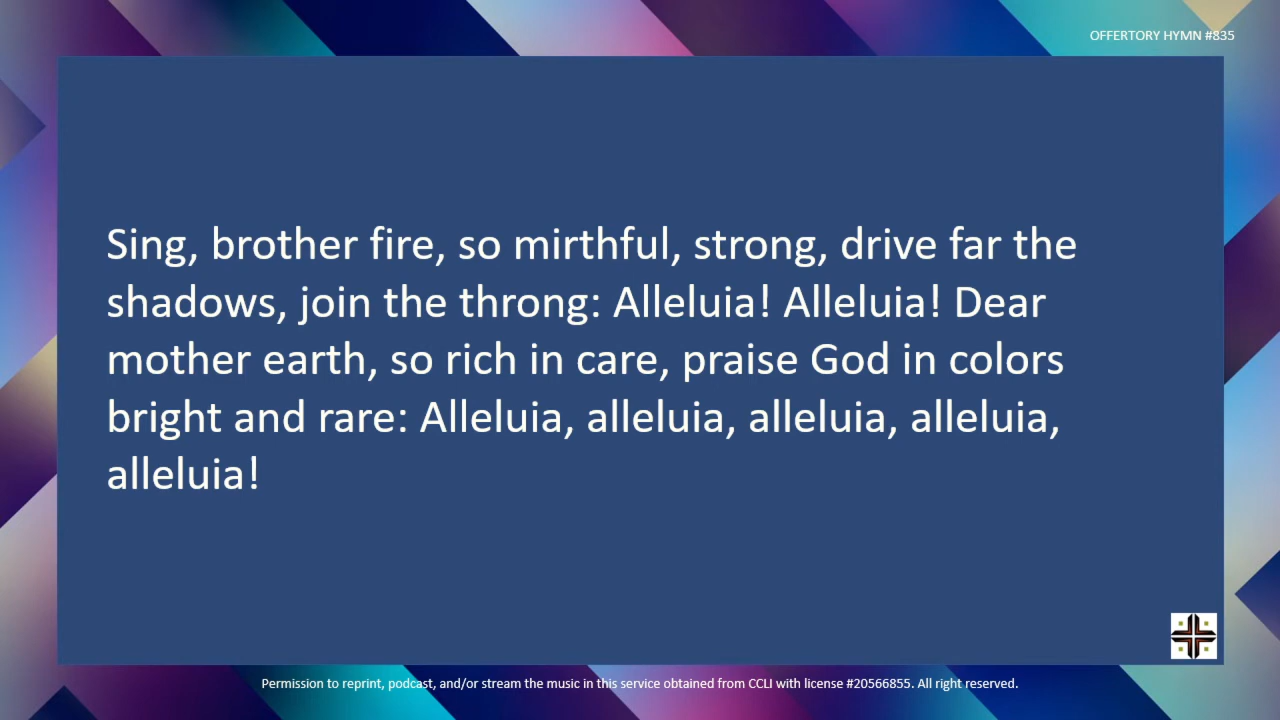 OFFERTORY HYMN #835
Sing, brother fire, so mirthful, strong, drive far the
shadows, join the throng: Alleluia! Alleluia! Dear
mother earth, so rich in care, praise God in colors
bright and rare: Alleluia, alleluia, alleluia, alleluia,
alleluia!
Permission to reprint, podcast, and/or stream the music in this service obtained from CCLI with license #20566855. All right reserved.